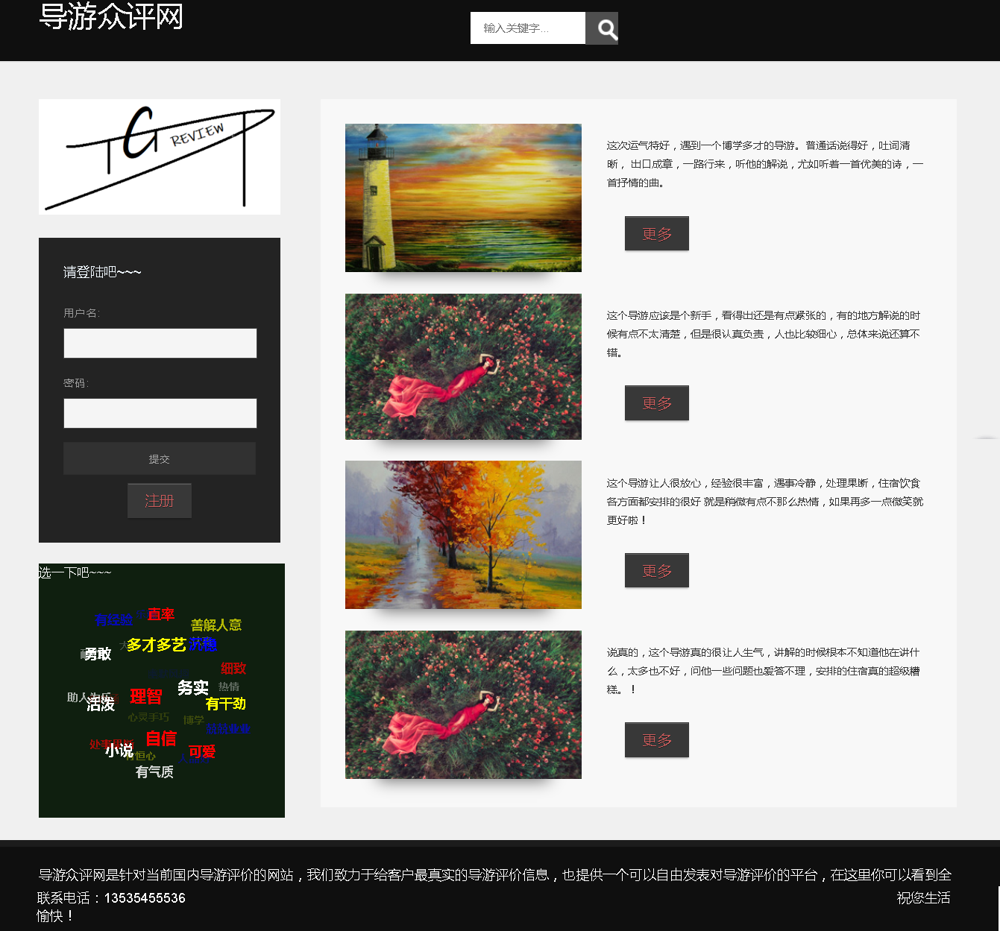 导游众评网
输入关键字...
TG REVIEW
请登陆吧~~~
用户名:
密码:
提交
注册
选一下吧~~~
有经验
直率
善解人意
多才多艺
沉稳
勇敢
细致
务实
热情
助人为乐
活泼
理智
有干劲
心灵手巧
博学
自信
处事果断
小说
有恒心
可爱
有气质
这次运气特好，遇到一个博学多才的导游。普通话说得好，吐词清
晰， 出口成章，一路行来，听他的解说，尤如听着一首优美的诗，一
首抒情的曲。
更多
这个导游应该是个新手，看得出还是有点紧张的，有的地方解说的时
候有点不太清楚，但是很认真负责，人也比较细心，总体来说还算不
错。
更多
这个导游让人很放心，经验很丰富，遇事冷静，处理果断，住宿饮食
各方面都安排的很好 就是稍微有点不那么热情，如果再多一点微笑就
更好啦！
更多
说真的，这个导游真的很让人生气，讲解的时候根本不知道他在讲什
么，太多也不好，问他一些问题也爱答不理，安排的住宿真的超级糟
糕。！
更多
导游众评网是针对当前国内导游评价的网站，我们致力于给客户最真实的导游评价信息，也提供一个可以自由发表对导游评价的平台，在这里你可以看到全
联系电话：13535455536 祝您生活
愉快！